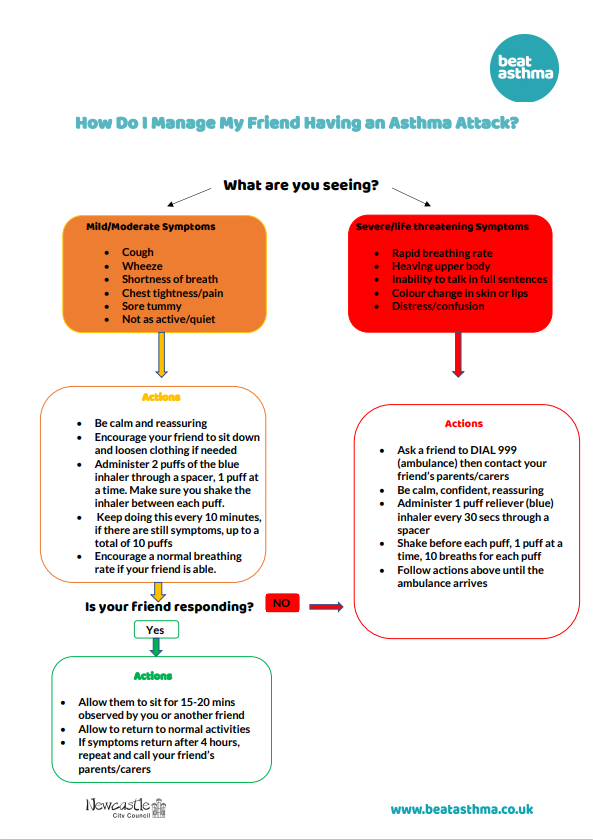 beat
asthma
How Do I Manage My Friend Having an Asthma Attack?
What are you seeing?
Mild/Moderate Symptoms
• Cough
• Wheeze
• Shortness of breath
• Chest tightness/pain
• Sore tummy
• Not as active/quiet
Severe/life threatening Symptoms
• Rapid breathing rate
• Heaving upper body
• Inability to talk in full sentences
• Colour change in skin or lips
• Distress/confusion
Actions
• Be calm and reassuring
• Encourage your friend to sit down
and loosen clothing if needed
• Administer 2 puffs of the blue
inhaler through a spacer, 1 puff at
a time. Make sure you shake the
inhaler between each puff.
• Keep doing this every 10 minutes,
if there are still symptoms, up to a
total of 10 puffs
• Encourage a normal breathing
rate if your friend is able.
Actions
• Ask a friend to DIAL 999
(ambulance) then contact your
friend's parents/carers
• Be calm, confident, reassuring
• Administer 1 puff reliever (blue)
inhaler every 30 secs through a
spacer
• Shake before each puff, 1 puff at a
time, 10 breaths for each puff
• Follow actions above until the
ambulance arrives
Is your friend responding?
NO
Yes
Actions
• Allow them to sit for 15-20 mins
observed by you or another friend
• Allow to return to normal activities
• If symptoms return after 4 hours,
repeat and call your friend's
parents/carers
Newcastle
City Council
www.beatasthma.co.uk